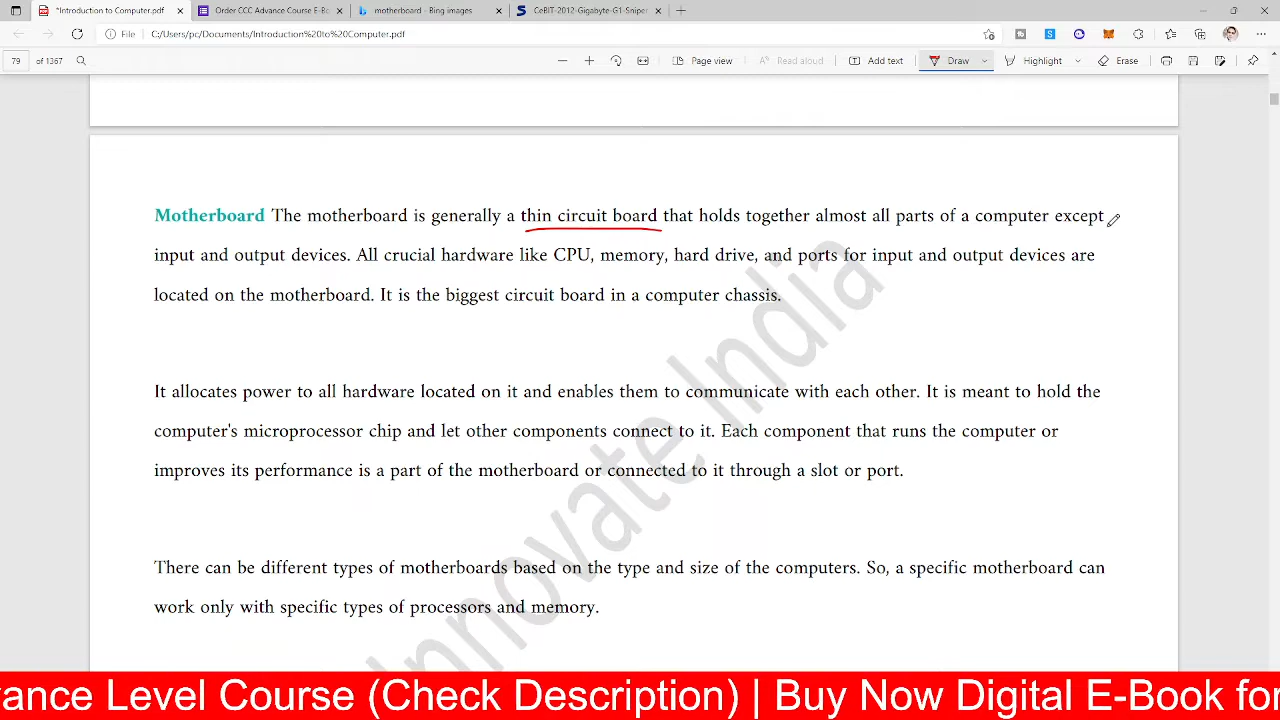 *Introduction to Computer.pdf
Order CCC Advance Course E-B
motherboard - Bing images
CeBIT-2012-Gigabyte-G1-Sniper
File
C:/Users/pc/Documents/Introduction%20to%20Computer.pdf
79 of 1367
Page view
Read aloud
Add text
Draw
Highlight
Erase
Motherboard The motherboard is generally a thin circuit board that holds together almost all parts of a computer except
input and output devices. All crucial hardware like CPU, memory, hard drive, and ports for input and output devices are
located on the motherboard. It is the biggest circuit board in a computer chassis.
It allocates power to all hardware located on it and enables them to communicate with each other. It is meant to hold the
computer's microprocessor chip and let other components connect to it. Each component that runs the computer or
improves its performance is a part of the motherboard or connected to it through a slot or port.
There can be different types of motherboards based on the type and size of the computers. So, a specific motherboard can
work only with specific types of processors and memory.
Innovate India
vance Level Course (Check Description) | Buy Now Digital E-Book for